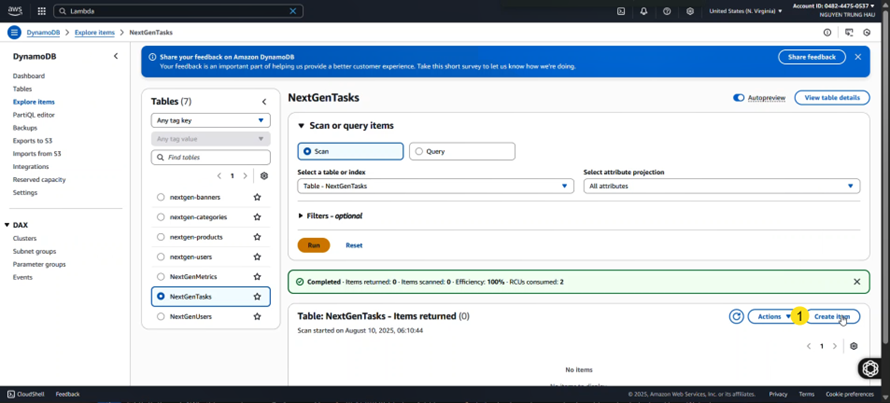 aws
Lambda
United States (N. Virginia)
Account ID: 0482-4475-0537
NGUYEN TRUNG HAU
DynamoDB > Explore items > NextGenTasks
DynamoDB
Dashboard
Tables
Explore items
PartiQL editor
Backups
Exports to S3
Imports from S3
Integrations
Reserved capacity
Settings
DAX
Clusters
Subnet groups
Parameter groups
Events
Share your feedback on Amazon DynamoDB
Your feedback is an important part of helping us provide a better customer experience. Take this short survey to let us know how we're doing.
Share feedback
Tables (7)
Any tag key
Any tag value
Find tables
1
nextgen-banners
nextgen-categories
nextgen-products
nextgen-users
NextGenMetrics
NextGenTasks
NextGenUsers
NextGenTasks
Autopreview
View table details
Scan or query items
Scan
Query
Select a table or index
Table - NextGenTasks
Select attribute projection
All attributes
Filters - optional
Run
Reset
Completed · Items returned: 0 · Items scanned: 0 · Efficiency: 100% · RCUs consumed: 2
Table: NextGenTasks - Items returned (0)
Scan started on August 10, 2025, 06:10:44
Actions
1
Create item
1
No items
No items to display
CloudShell
Feedback
© 2025, Amazon Web Services, Inc. or its affiliates.
Privacy
Terms
Cookie preferences